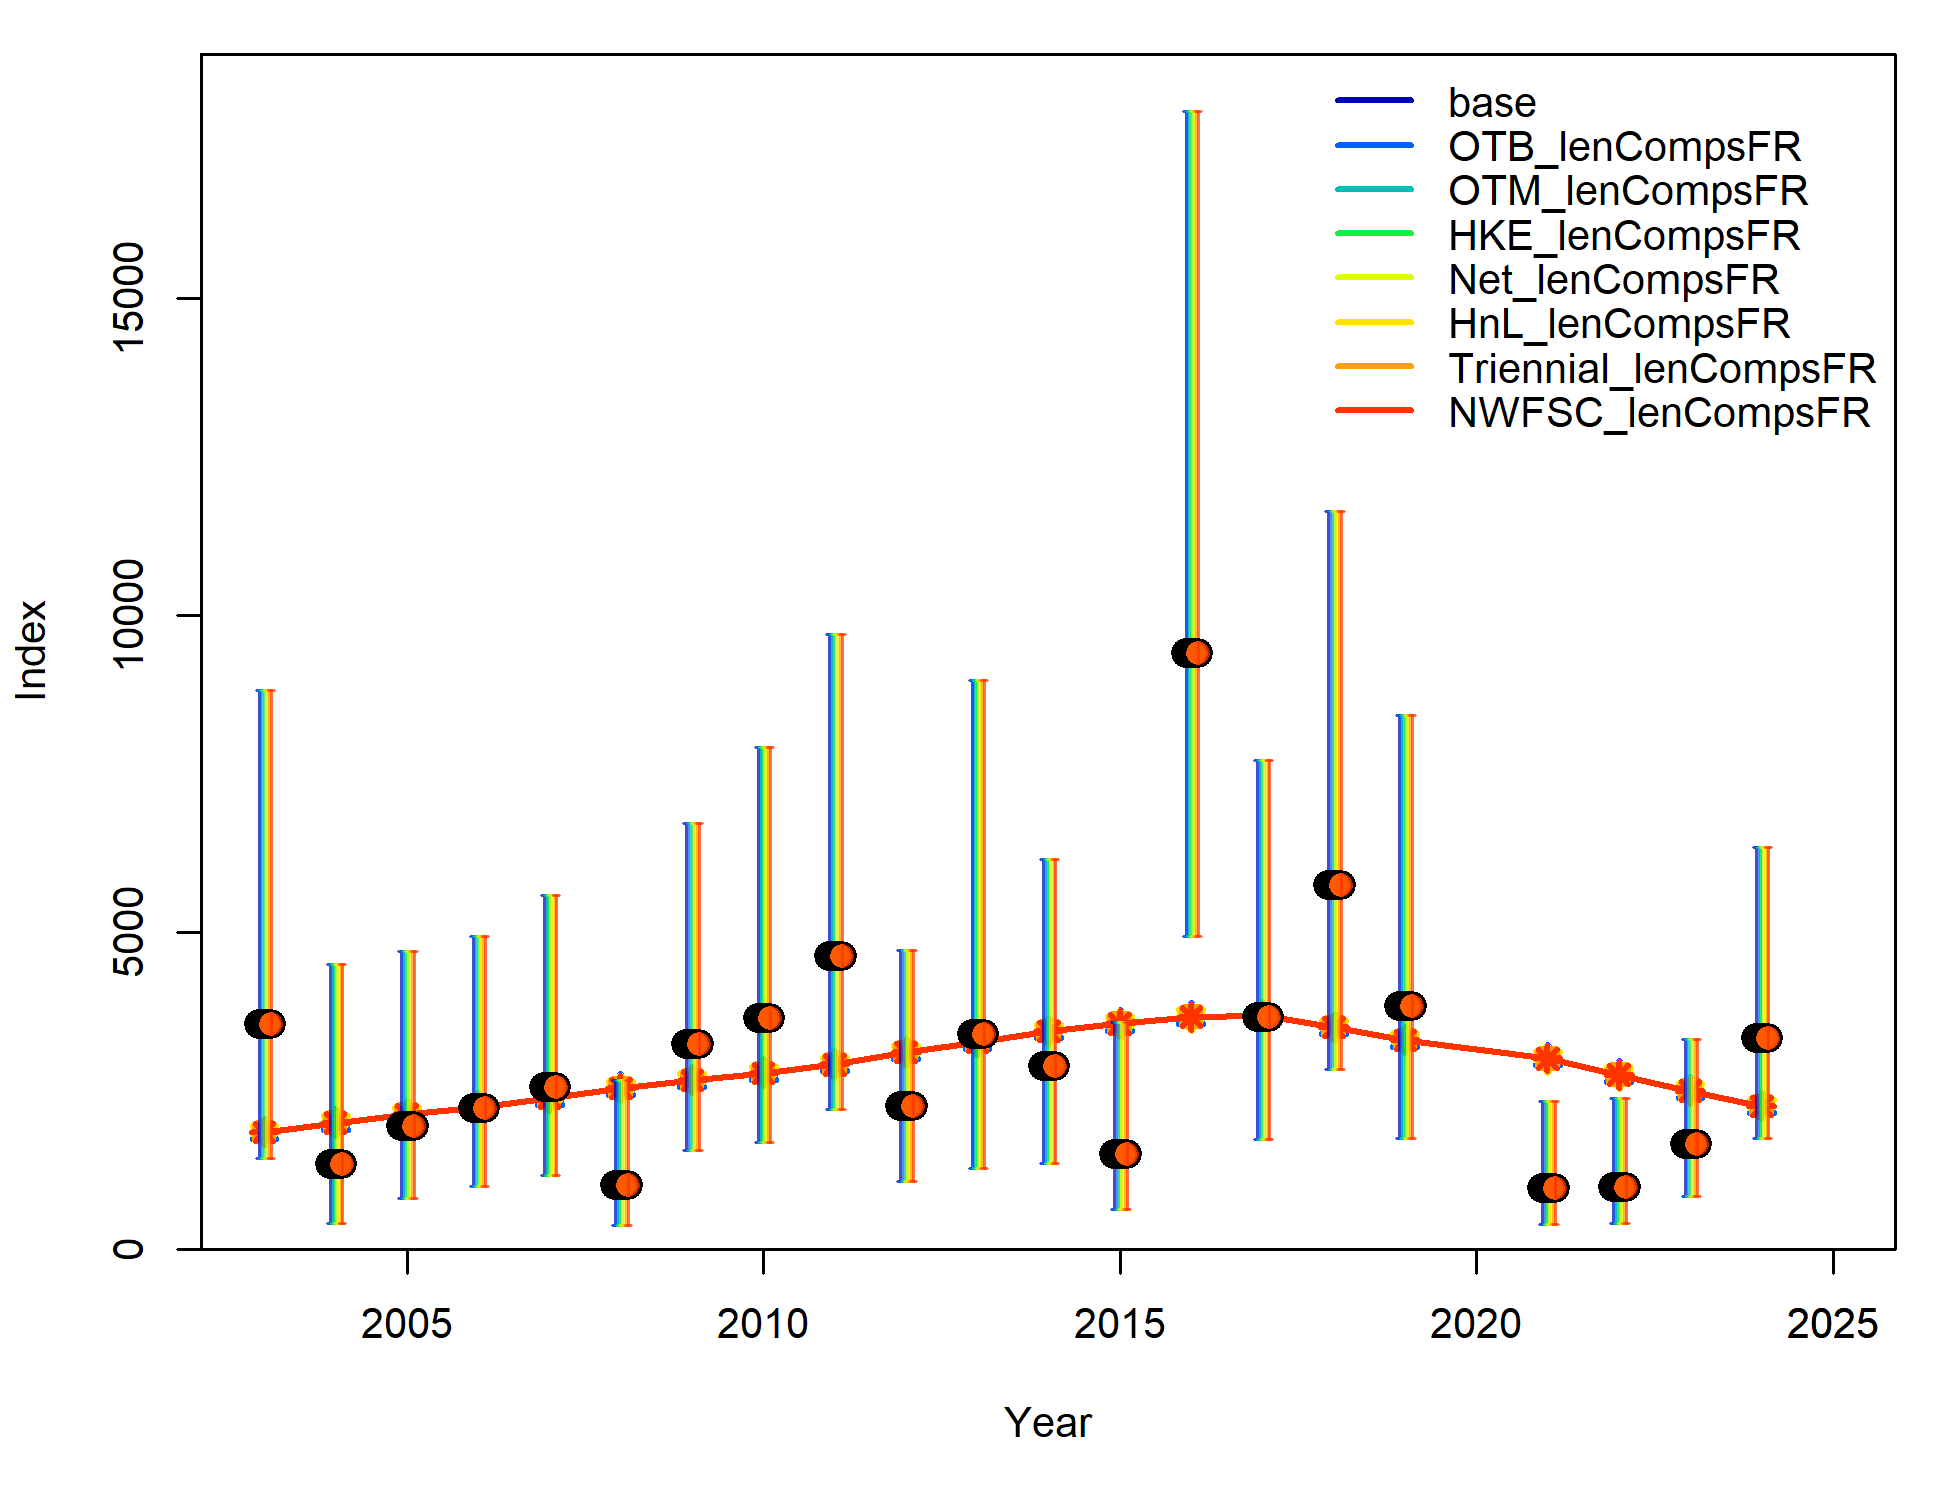 base
OTB_lenCompsFR
OTM_lenCompsFR
HKE_lenCompsFR
Net_lenCompsFR
HnL_lenCompsFR
Triennial_lenCompsFR
NWFSC_lenCompsFR
15000
10000
5000
0
Index
2005 2010 2015 2020 2025
Year